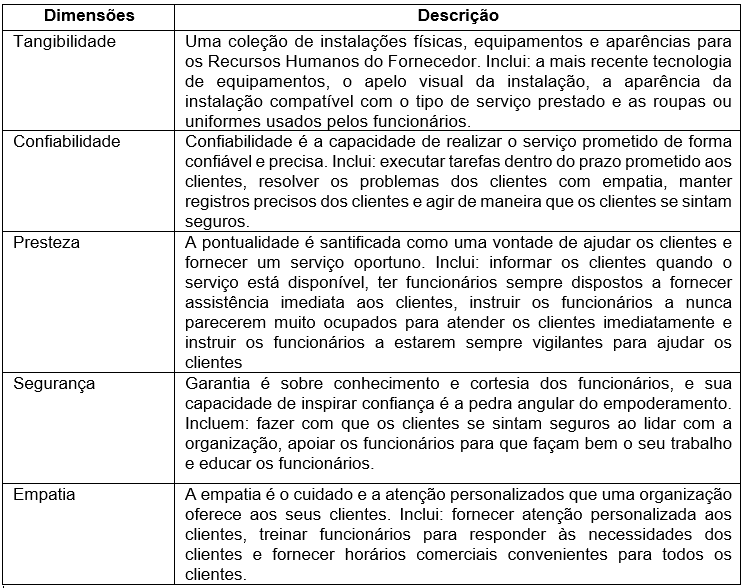 Dimensões Descrição
Tangibilidade Uma coleção de instalações físicas, equipamentos e aparências para
os Recursos Humanos do Fornecedor. Inclui: a mais recente tecnologia
de equipamentos, o apelo visual da instalação, a aparência da
instalação compatível com o tipo de serviço prestado e as roupas ou
uniformes usados pelos funcionários.
Confiabilidade Confiabilidade é a capacidade de realizar o serviço prometido de forma
confiável e precisa. Inclui: executar tarefas dentro do prazo prometido aos
clientes, resolver os problemas dos clientes com empatia, manter
registros precisos dos clientes e agir de maneira que os clientes se sintam
seguros.
Presteza A pontualidade é santificada como uma vontade de ajudar os clientes e
fornecer um serviço oportuno. Inclui: informar os clientes quando o
serviço está disponível, ter funcionários sempre dispostos a fornecer
assistência imediata aos clientes, instruir os funcionários a nunca
parecerem muito ocupados para atender os clientes imediatamente e
instruir os funcionários a estarem sempre vigilantes para ajudar os
clientes
Segurança Garantia é sobre conhecimento e cortesia dos funcionários, e sua
capacidade de inspirar confiança é a pedra angular do empoderamento.
Incluem: fazer com que os clientes se sintam seguros ao lidar com a
organização, apoiar os funcionários para que façam bem o seu trabalho
e educar os funcionários.
Empatia A empatia é o cuidado e a atenção personalizados que uma organização
oferece aos seus clientes. Inclui: fornecer atenção personalizada aos
clientes, treinar funcionários para responder às necessidades dos
clientes e fornecer horários comerciais convenientes para todos os
clientes.